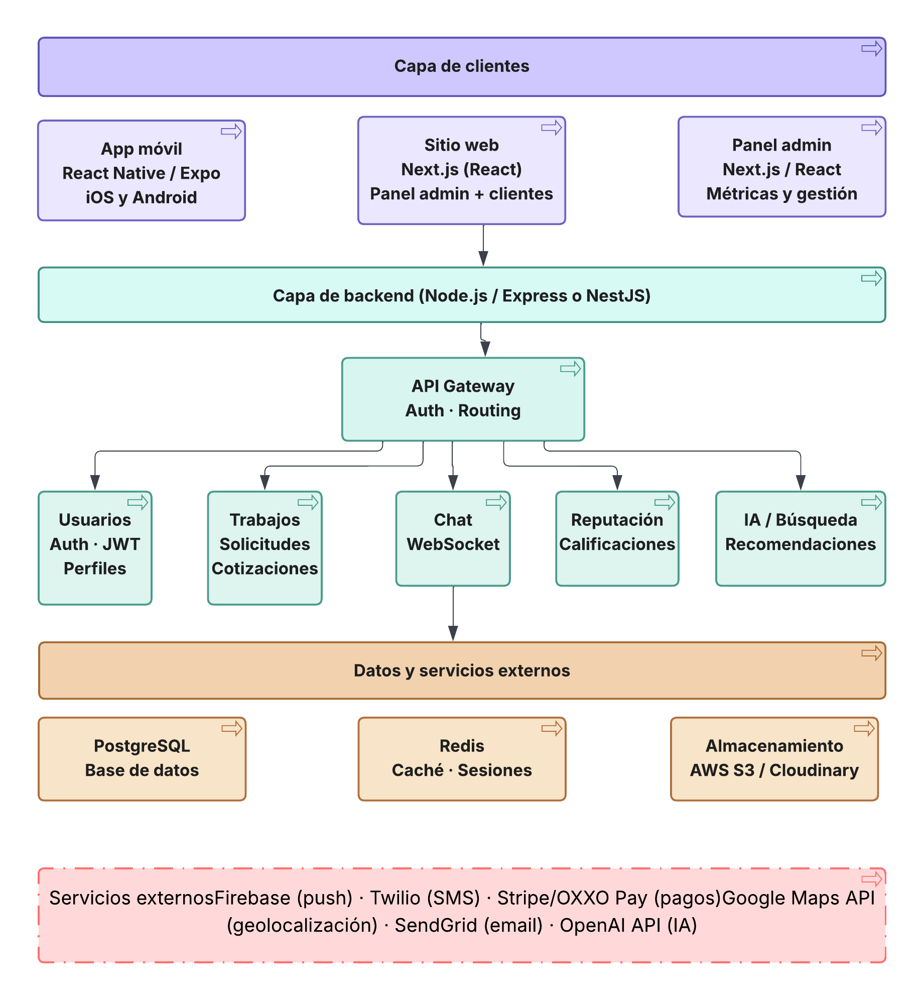 Capa de clientes
App móvil
React Native / Expo
iOS y Android
Sitio web
Next.js (React)
Panel admin + clientes
Panel admin
Next.js / React
Métricas y gestión
Capa de backend (Node.js / Express o NestJS)
API Gateway
Auth · Routing
Usuarios
Auth · JWT
Perfiles
Trabajos
Solicitudes
Cotizaciones
Chat
WebSocket
Reputación
Calificaciones
IA / Búsqueda
Recomendaciones
Datos y servicios externos
PostgreSQL
Base de datos
Redis
Caché · Sesiones
Almacenamiento
AWS S3 / Cloudinary
Servicios externosFirebase (push) · Twilio (SMS) · Stripe/OXXO Pay (pagos)Google Maps API
(geolocalización) · SendGrid (email) · OpenAI API (IA)